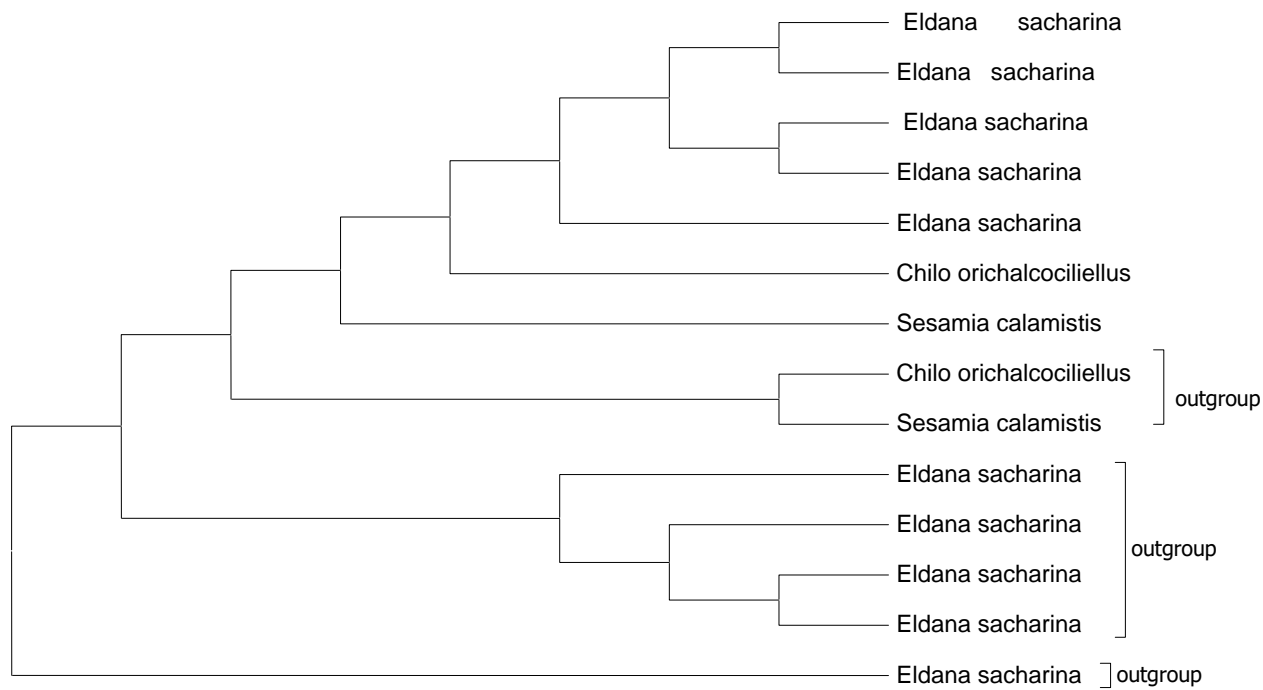 Eldana sacharina
Eldana sacharina
Eldana sacharina
Eldana sacharina
Eldana sacharina
Chilo orichalcociliellus
Sesamia calamistis
Chilo orichalcociliellus
outgroup
Sesamia calamistis
Eldana sacharina
Eldana sacharina
outgroup
Eldana sacharina
Eldana sacharina
Eldana sacharina outgroup